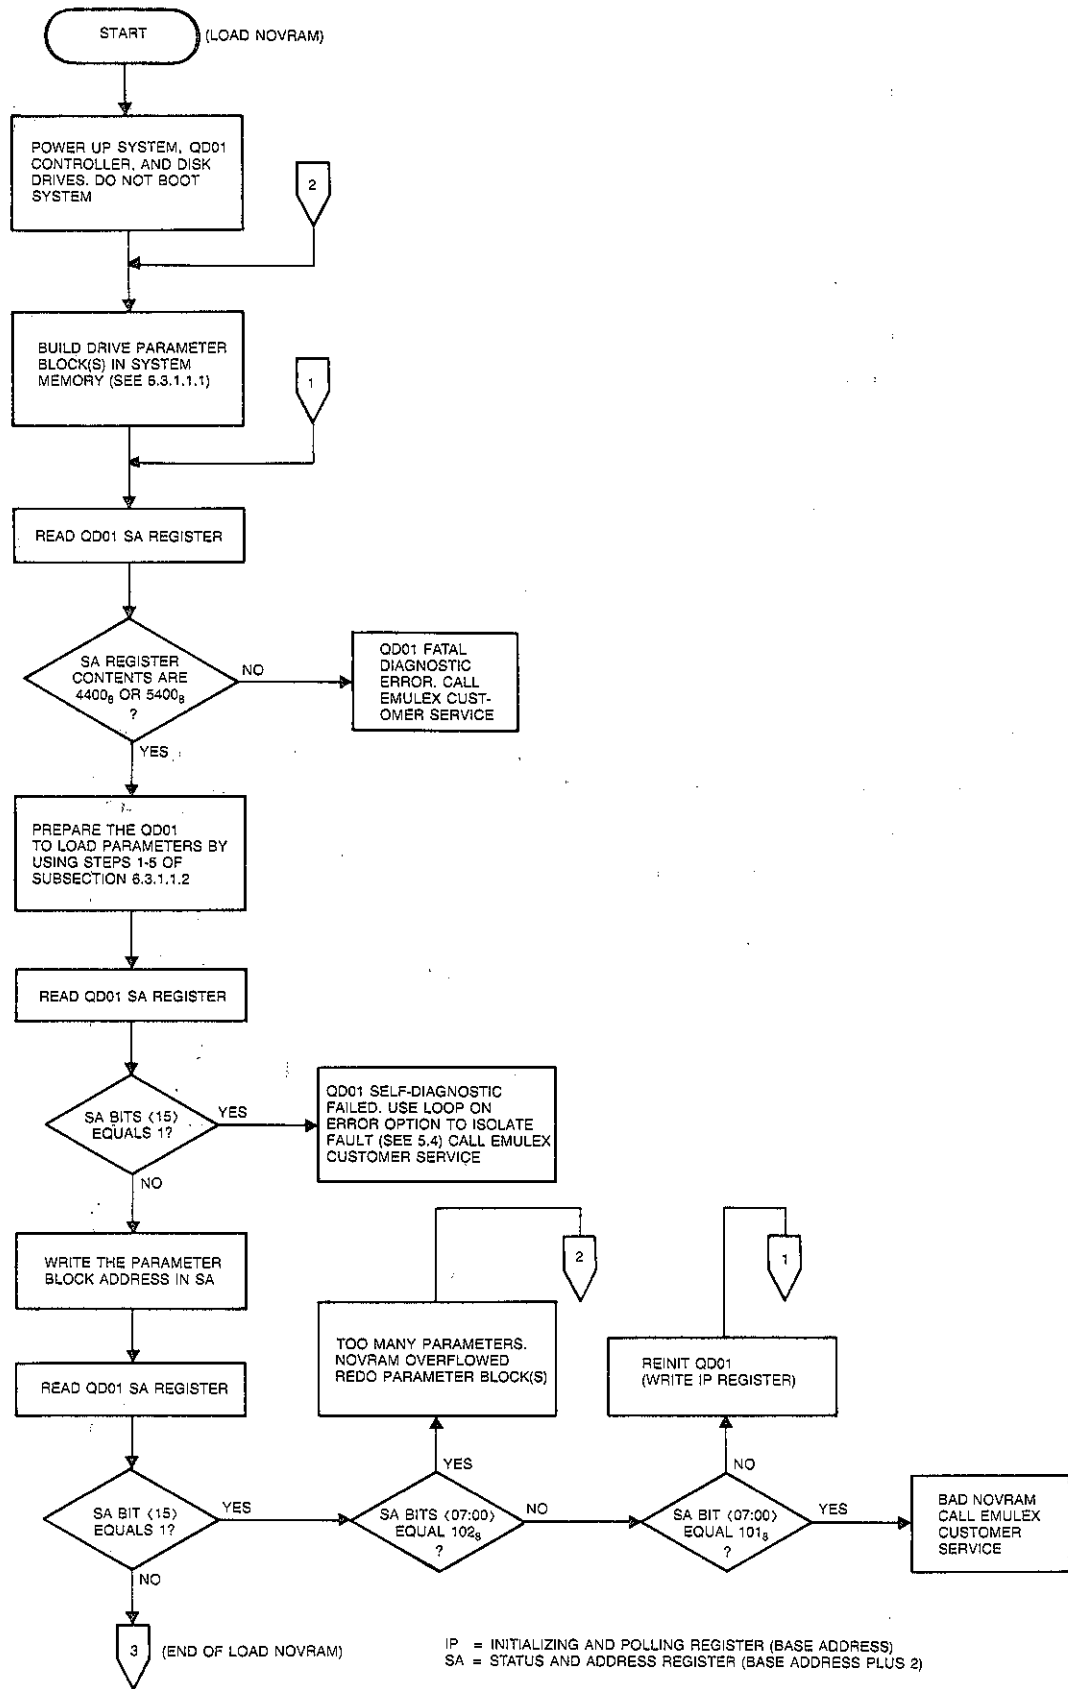 START
(LOAD NOVRAM)
POWER UP SYSTEM, QD01
CONTROLLER, AND DISK
DRIVES. DO NOT BOOT
SYSTEM
2
BUILD DRIVE PARAMETER
BLOCK(S) IN SYSTEM
MEMORY (SEE 6.3.1.1.1)
1
READ QD01 SA REGISTER
SA REGISTER
CONTENTS ARE
4400₈ OR 5400₈
?
NO
QD01 FATAL
DIAGNOSTIC
ERROR. CALL
EMULEX CUST-
OMER SERVICE
YES
PREPARE THE QD01
TO LOAD PARAMETERS BY
USING STEPS 1-5 OF
SUBSECTION 6.3.1.1.2
READ QD01 SA REGISTER
SA BITS ⟨15⟩
EQUALS 1?
YES
QD01 SELF-DIAGNOSTIC
FAILED. USE LOOP ON
ERROR OPTION TO ISOLATE
FAULT (SEE 5.4) CALL EMULEX
CUSTOMER SERVICE
NO
WRITE THE PARAMETER
BLOCK ADDRESS IN SA
2
1
TOO MANY PARAMETERS.
NOVRAM OVERFLOWED
REDO PARAMETER BLOCK(S)
REINIT QD01
(WRITE IP REGISTER)
READ QD01 SA REGISTER
YES
NO
SA BIT ⟨15⟩
EQUALS 1?
YES
SA BITS ⟨07:00⟩
EQUAL 102₈
?
NO
SA BIT ⟨07:00⟩
EQUAL 101₈
?
YES
BAD NOVRAM
CALL EMULEX
CUSTOMER
SERVICE
NO
3
(END OF LOAD NOVRAM)
IP = INITIALIZING AND POLLING REGISTER (BASE ADDRESS)
SA = STATUS AND ADDRESS REGISTER (BASE ADDRESS PLUS 2)